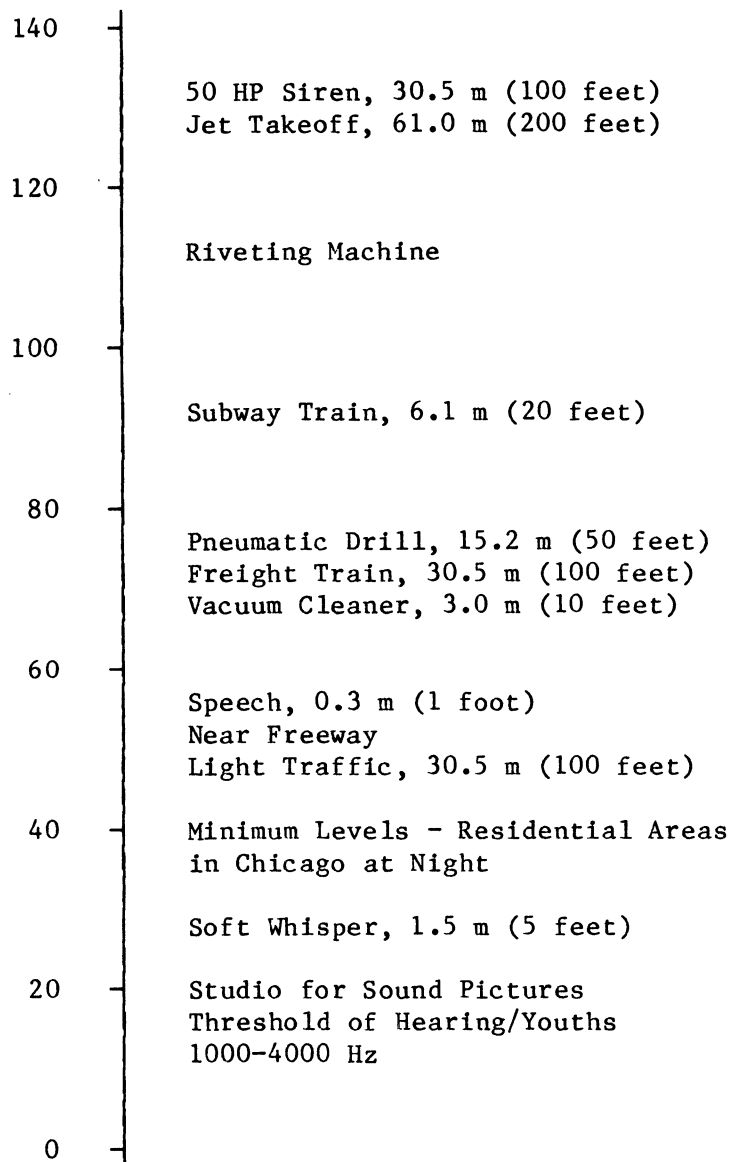 140
50 HP Siren, 30.5 m (100 feet)
Jet Takeoff, 61.0 m (200 feet)
120
Riveting Machine
100
Subway Train, 6.1 m (20 feet)
80
Pneumatic Drill, 15.2 m (50 feet)
Freight Train, 30.5 m (100 feet)
Vacuum Cleaner, 3.0 m (10 feet)
60
Speech, 0.3 m (1 foot)
Near Freeway
Light Traffic, 30.5 m (100 feet)
40 Minimum Levels - Residential Areas
in Chicago at Night
Soft Whisper, 1.5 m (5 feet)
20 Studio for Sound Pictures
Threshold of Hearing/Youths
1000-4000 Hz
0